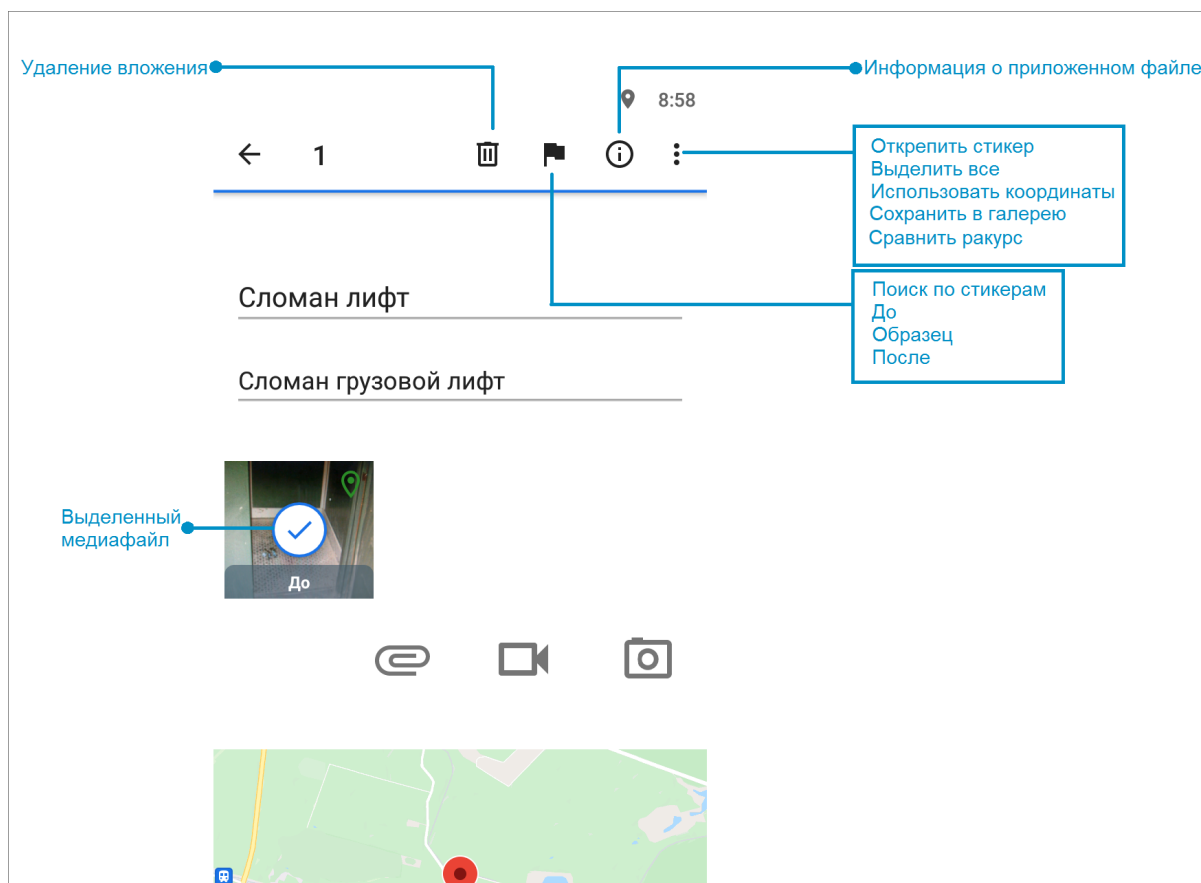 Удаление вложения
Информация о приложенном файле
8:58
1
Открепить стикер
Выделить все
Использовать координаты
Сохранить в галерею
Сравнить ракурс
Поиск по стикерам
До
Образец
После
Сломан лифт
Сломан грузовой лифт
Выделенный
медиафайл
До